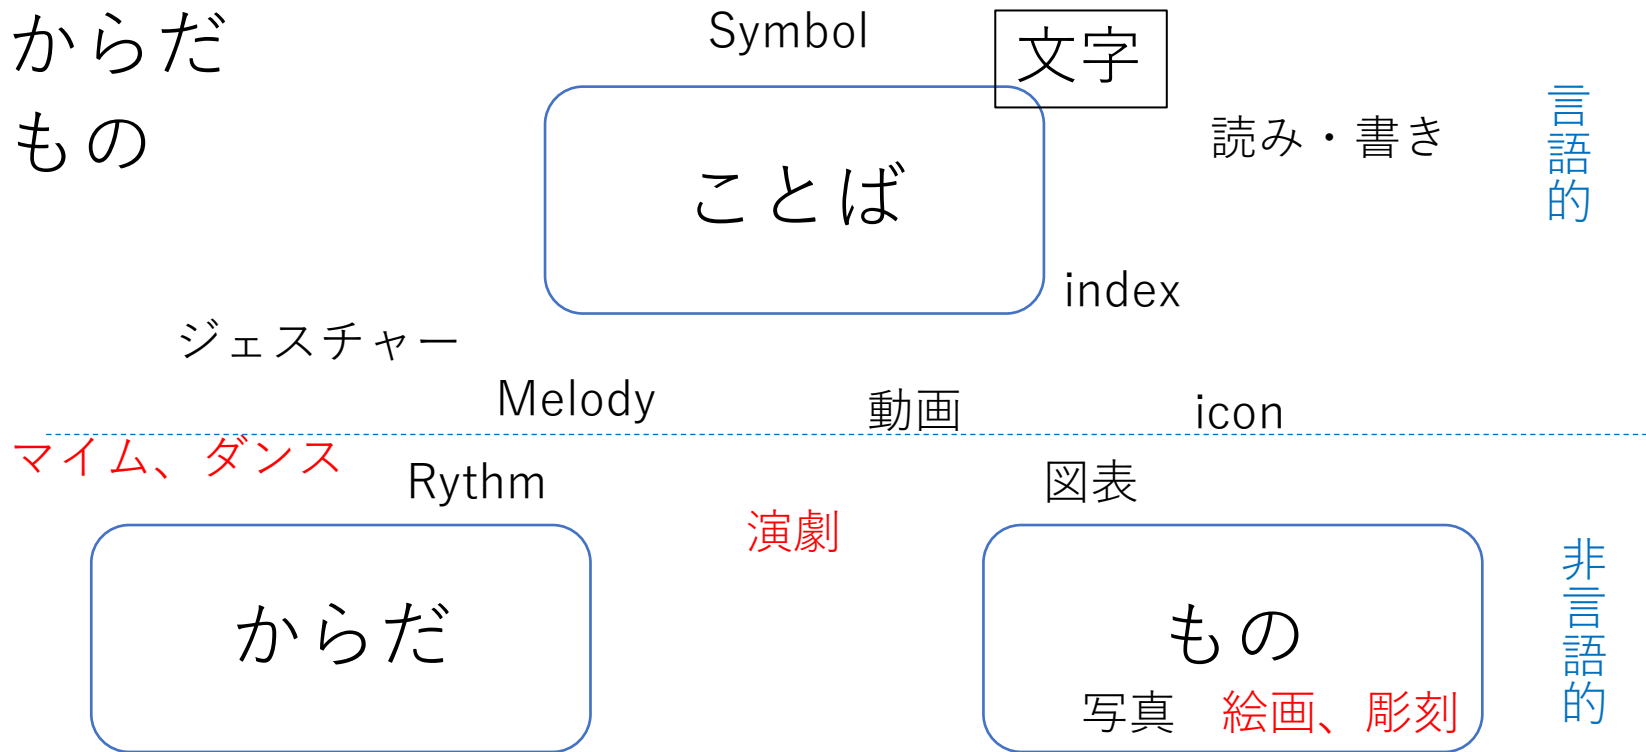 からだ
もの
Symbol
文字
読み・書き
言語的
ことば
index
ジェスチャー
Melody
動画
icon
マイム、ダンス
Rythm
図表
演劇
からだ
もの
写真　絵画、彫刻
非言語的